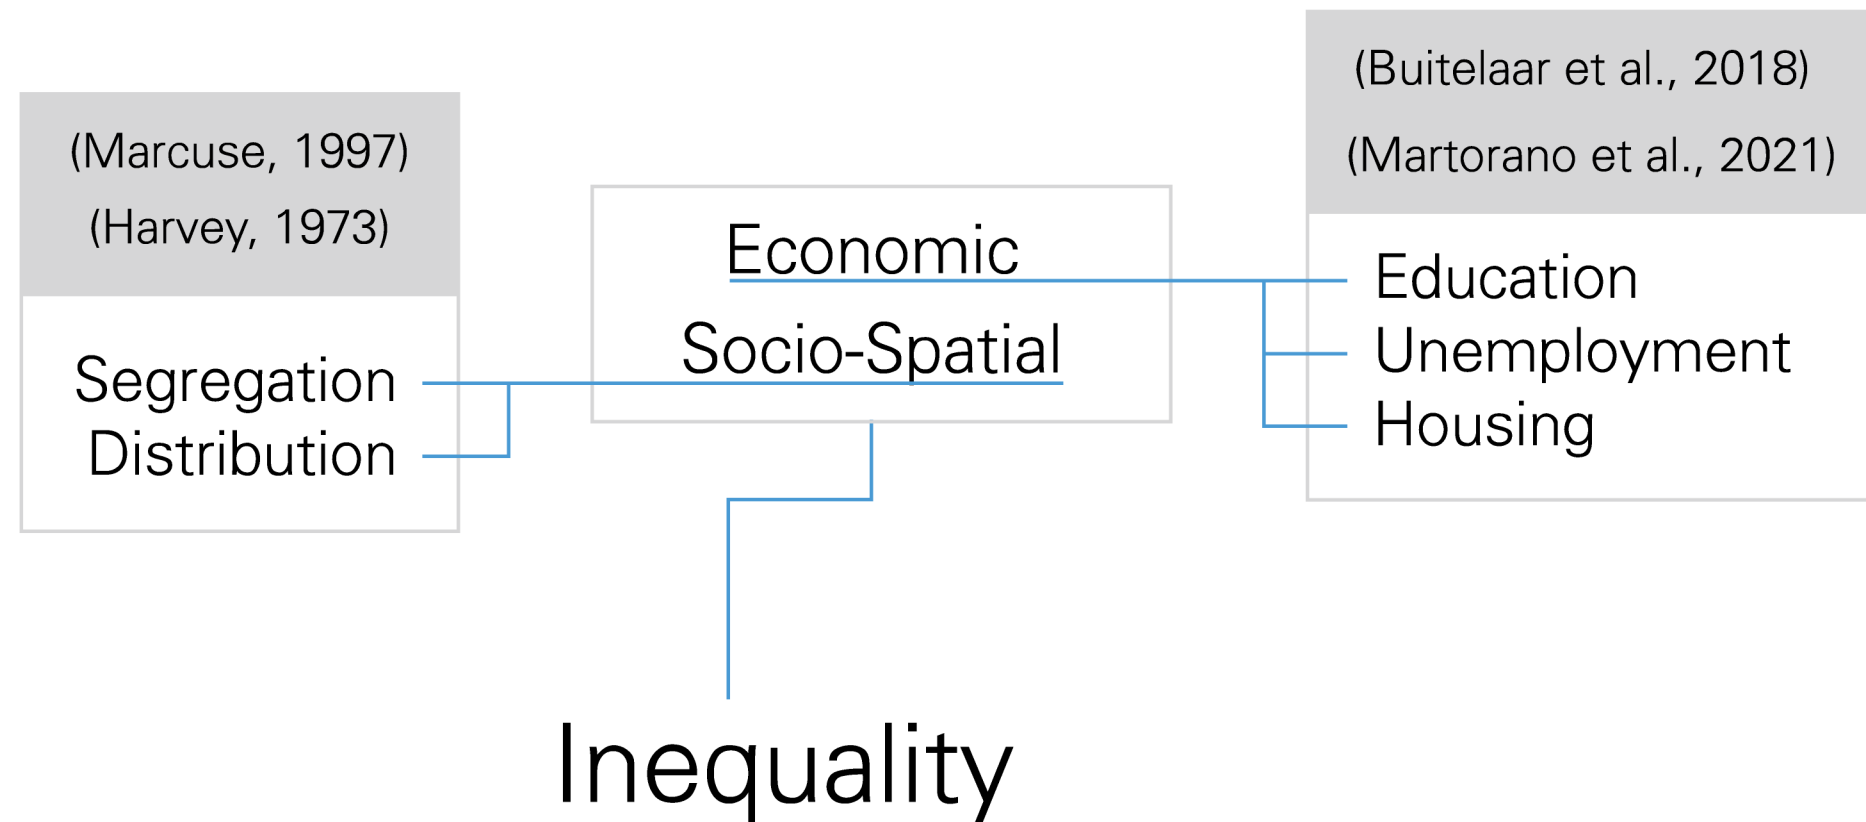 (Marcuse, 1997)
(Harvey, 1973)
Segregation
Distribution
Economic
Socio-Spatial
(Buitelaar et al., 2018)
(Martorano et al., 2021)
Education
Unemployment
Housing
Inequality